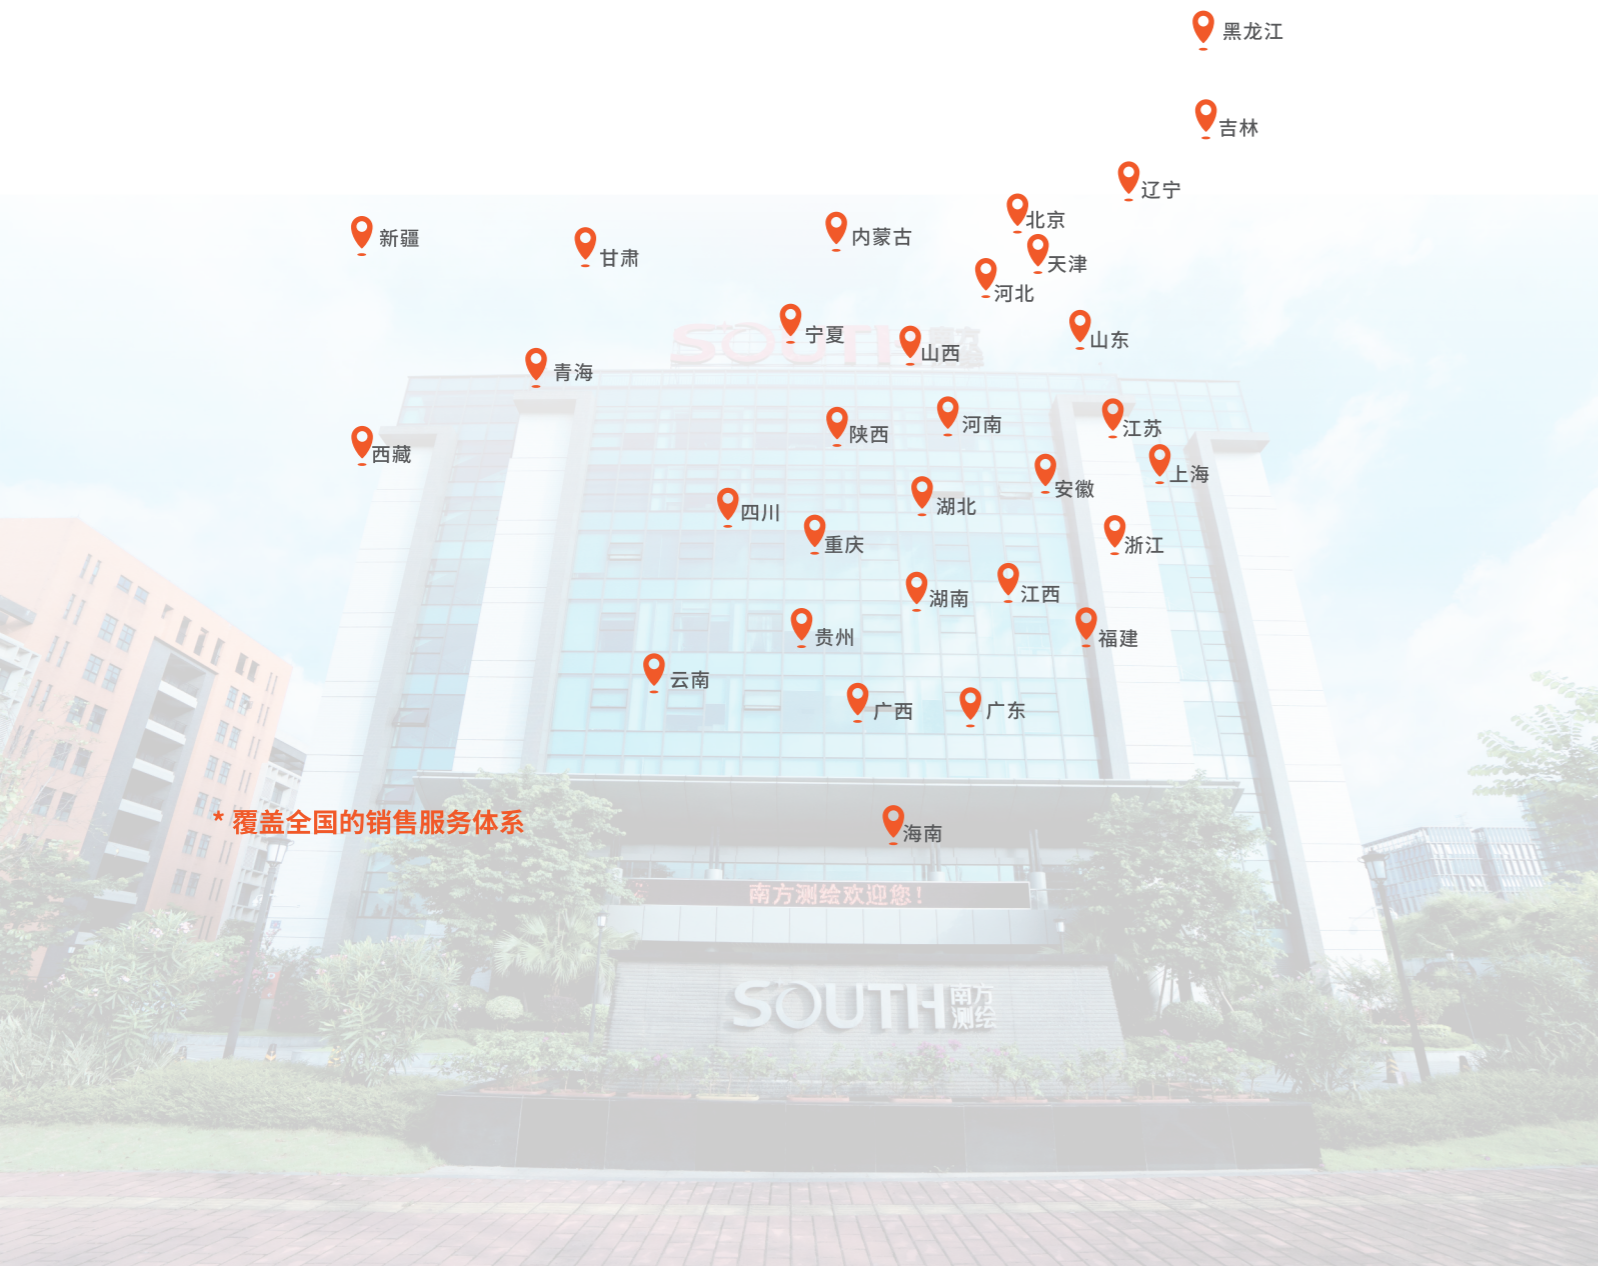 黑龙江
吉林
辽宁
北京
新疆
内蒙古
甘肃
天津
河北
宁夏
山东
山西
SOUTH 南方
青海
河南
江苏
陕西
西藏
上海
安徽
湖北
四川
重庆
浙江
江西
湖南
贵州
福建
云南
广西
广东
* 覆盖全国的销售服务体系
海南
南方测绘欢迎您！
SOUTH 南方
测绘